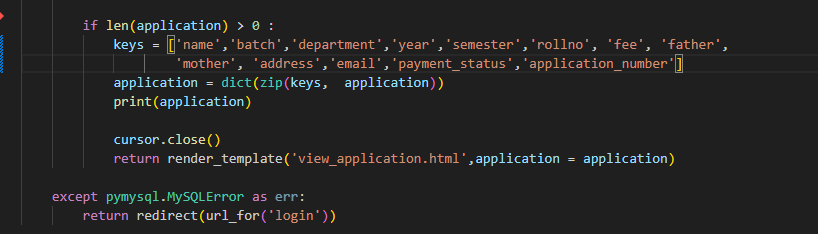 if len(application) > 0 :
keys = ['name','batch','department','year','semester','rollno', 'fee', 'father',
'mother', 'address','email','payment_status','application_number']
application = dict(zip(keys,  application))
print(application)
cursor.close()
return render_template('view_application.html',application = application)
except pymysql.MySQLError as err:
return redirect(url_for('login'))